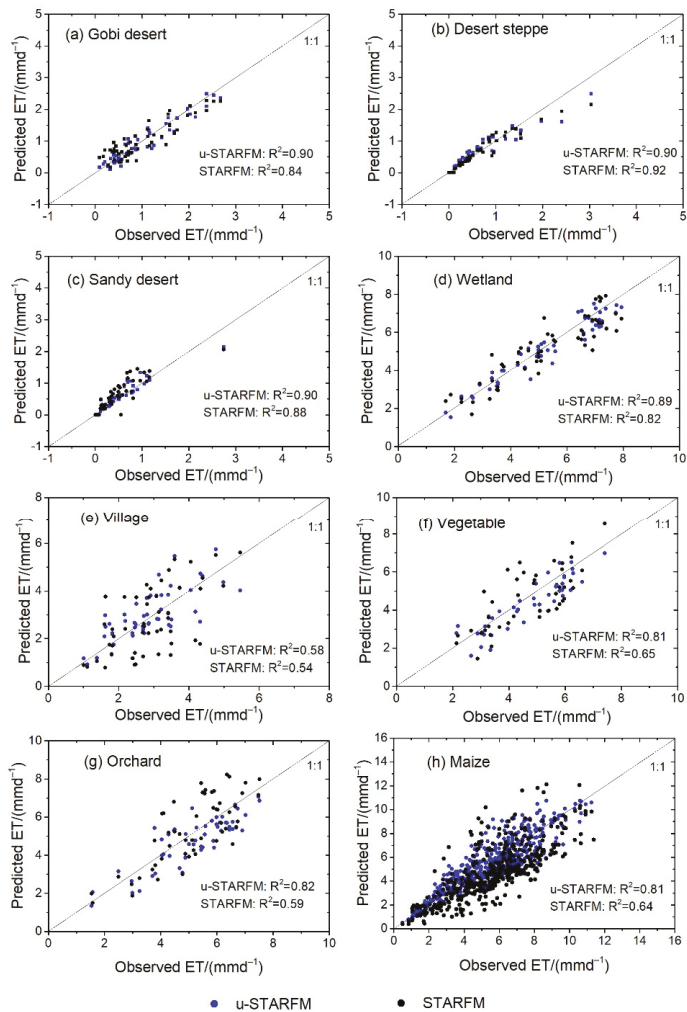 (a) Gobi desert
1:1
u-STARFM: R²=0.90
STARFM: R²=0.84
Predicted ET/(mmd⁻¹)
5
4
3
2
1
0
-1
-1 0 1 2 3 4 5
Observed ET/(mmd⁻¹)
(b) Desert steppe
1:1
u-STARFM: R²=0.90
STARFM: R²=0.92
Predicted ET/(mmd⁻¹)
5
4
3
2
1
0
-1
-1 0 1 2 3 4 5
Observed ET/(mmd⁻¹)
(c) Sandy desert
1:1
u-STARFM: R²=0.90
STARFM: R²=0.88
Predicted ET/(mmd⁻¹)
5
4
3
2
1
0
-1
-1 0 1 2 3 4 5
Observed ET/(mmd⁻¹)
(d) Wetland
1:1
u-STARFM: R²=0.89
STARFM: R²=0.82
Predicted ET/(mmd⁻¹)
10
8
6
4
2
0
0 2 4 6 8 10
Observed ET/(mmd⁻¹)
(e) Village
1:1
u-STARFM: R²=0.58
STARFM: R²=0.54
Predicted ET/(mmd⁻¹)
8
6
4
2
0
0 2 4 6 8
Observed ET/(mmd⁻¹)
(f) Vegetable
1:1
u-STARFM: R²=0.81
STARFM: R²=0.65
Predicted ET/(mmd⁻¹)
10
8
6
4
2
0
0 2 4 6 8 10
Observed ET/(mmd⁻¹)
(g) Orchard
1:1
u-STARFM: R²=0.82
STARFM: R²=0.59
Predicted ET/(mmd⁻¹)
10
8
6
4
2
0
0 2 4 6 8 10
Observed ET/(mmd⁻¹)
(h) Maize
1:1
u-STARFM: R²=0.81
STARFM: R²=0.64
Predicted ET/(mmd⁻¹)
16
14
12
10
8
6
4
2
0
0 2 4 6 8 10 12 14 16
Observed ET/(mmd⁻¹)
u-STARFM STARFM